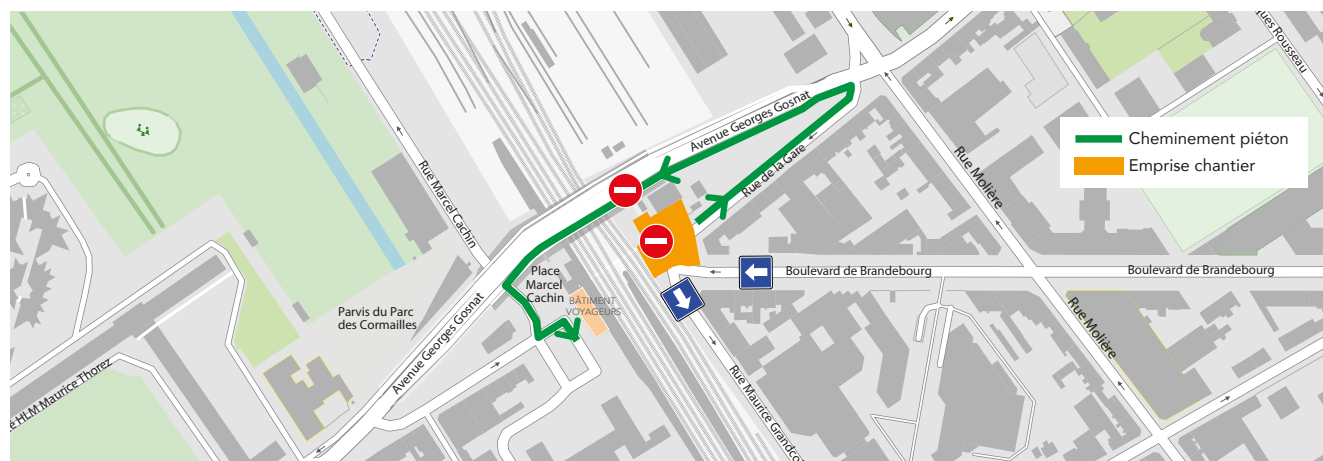 Cheminement piéton
Emprise chantier
Avenue Georges Gosnat
Rue de la Gare
Rue Molière
Rousseau
Rue Marcel Cachin
Place
Marcel
Cachin
BÂTIMENT
VOYAGEURS
Boulevard de Brandebourg
Boulevard de Brandebourg
Parvis du Parc
des Cormailles
Avenue Georges Gosnat
HLM Maurice Thorez
Rue Maurice
Rue Molière